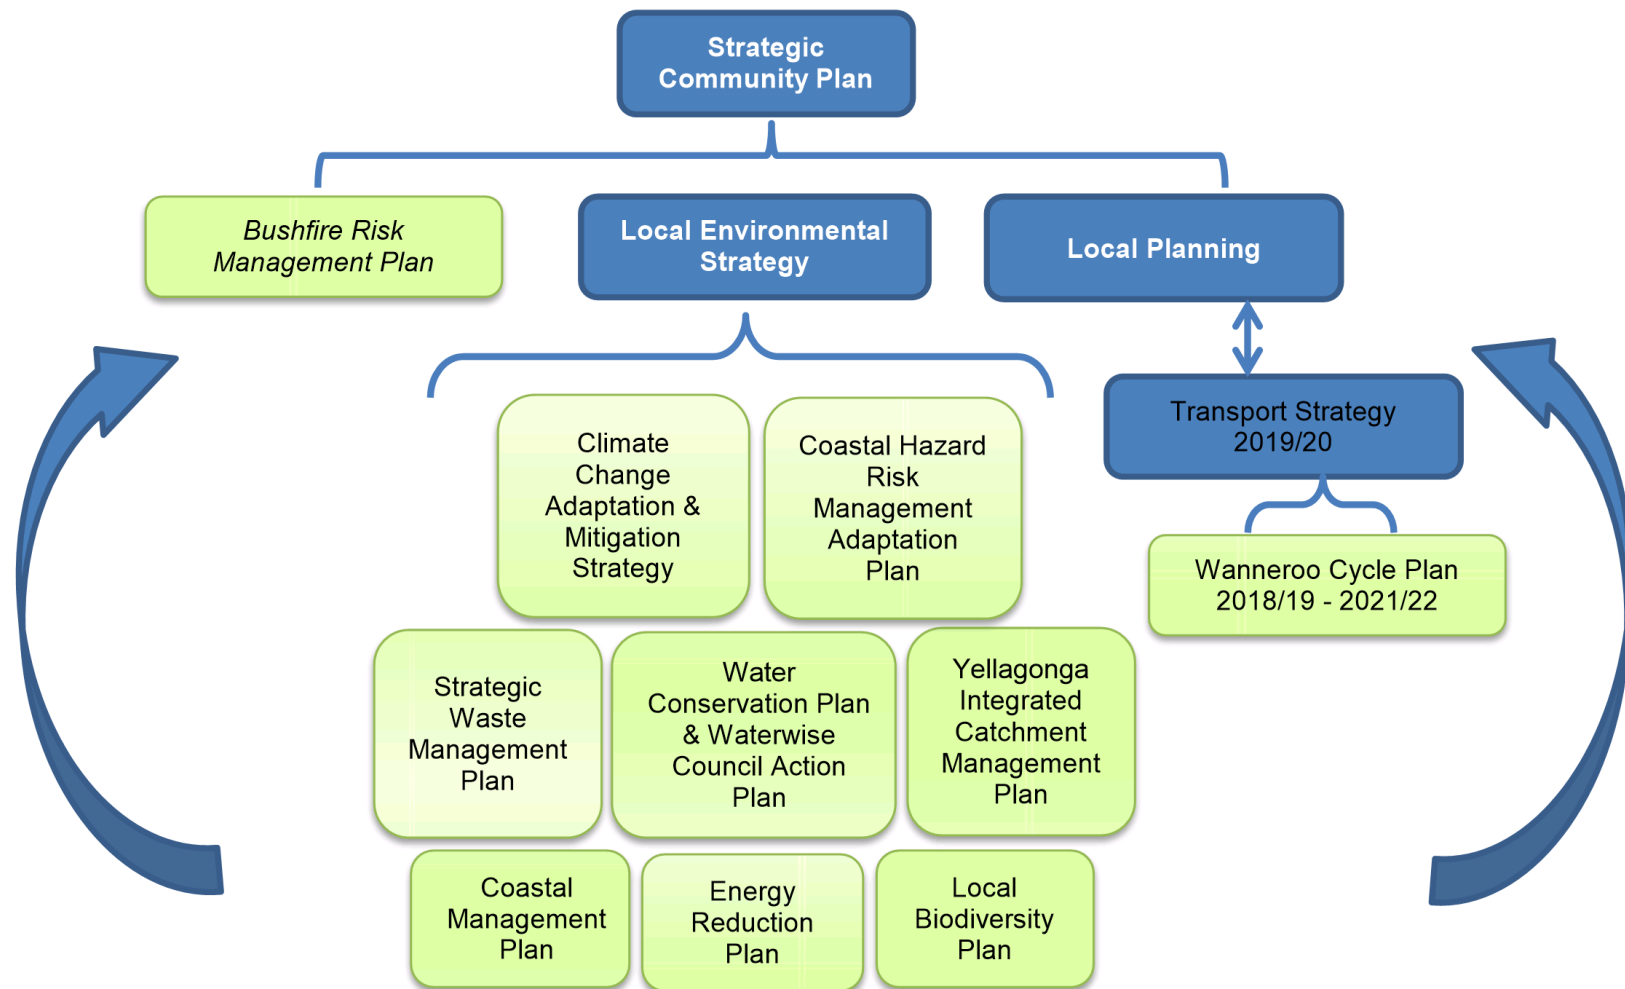 Strategic
Community Plan
Bushfire Risk
Management Plan
Local Environmental
Strategy
Local Planning
Transport Strategy
2019/20
Climate
Change
Adaptation &
Mitigation
Strategy
Coastal Hazard
Risk
Management
Adaptation
Plan
Wanneroo Cycle Plan
2018/19 - 2021/22
Strategic
Waste
Management
Plan
Water
Conservation Plan
& Waterwise
Council Action
Plan
Yellagonga
Integrated
Catchment
Management
Plan
Coastal
Management
Plan
Energy
Reduction
Plan
Local
Biodiversity
Plan